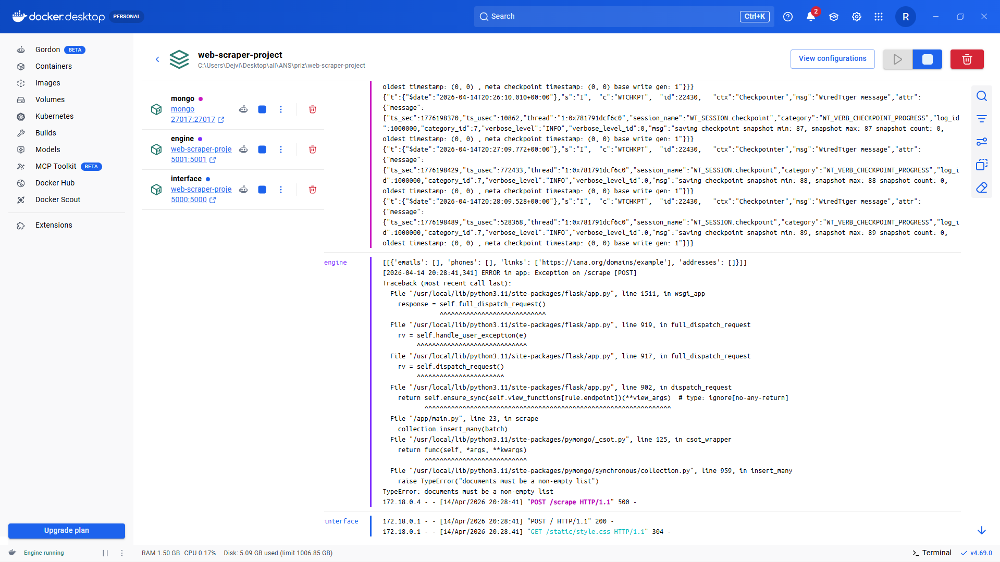 docker.desktop PERSONAL
Search
Ctrl+K
2
R
Gordon BETA
Containers
Images
Volumes
Kubernetes
Builds
Models
MCP Toolkit BETA
Docker Hub
Docker Scout
Extensions
Upgrade plan
web-scraper-project
C:\Users\Dejvi\Desktop\all\ANS\priz\web-scraper-project
View configurations
mongo
mongo
27017:27017
engine
web-scraper-proje
5001:5001
interface
web-scraper-proje
5000:5000
oldest timestamp: (0, 0) , meta checkpoint timestamp: (0, 0) base write gen: 1"}}}
{"t":{"$date":"2026-04-14T20:26:10.010+00:00"},"s":"I",  "c":"WTCHKPT",  "id":22430,   "ctx":"Checkpointer","msg":"WiredTiger message","attr":
{"message":
{"ts_sec":1776198370,"ts_usec":10862,"thread":"1:0x781791dcf6c0","session_name":"WT_SESSION.checkpoint","category":"WT_VERB_CHECKPOINT_PROGRESS","log_id
":1000000,"category_id":7,"verbose_level":"INFO","verbose_level_id":0,"msg":"saving checkpoint snapshot min: 87, snapshot max: 87 snapshot count: 0,
oldest timestamp: (0, 0) , meta checkpoint timestamp: (0, 0) base write gen: 1"}}}
{"t":{"$date":"2026-04-14T20:27:09.772+00:00"},"s":"I",  "c":"WTCHKPT",  "id":22430,   "ctx":"Checkpointer","msg":"WiredTiger message","attr":
{"message":
{"ts_sec":1776198429,"ts_usec":772433,"thread":"1:0x781791dcf6c0","session_name":"WT_SESSION.checkpoint","category":"WT_VERB_CHECKPOINT_PROGRESS","log_i
d":1000000,"category_id":7,"verbose_level":"INFO","verbose_level_id":0,"msg":"saving checkpoint snapshot min: 88, snapshot max: 88 snapshot count: 0,
oldest timestamp: (0, 0) , meta checkpoint timestamp: (0, 0) base write gen: 1"}}}
{"t":{"$date":"2026-04-14T20:28:09.528+00:00"},"s":"I",  "c":"WTCHKPT",  "id":22430,   "ctx":"Checkpointer","msg":"WiredTiger message","attr":
{"message":
{"ts_sec":1776198489,"ts_usec":528368,"thread":"1:0x781791dcf6c0","session_name":"WT_SESSION.checkpoint","category":"WT_VERB_CHECKPOINT_PROGRESS","log_i
d":1000000,"category_id":7,"verbose_level":"INFO","verbose_level_id":0,"msg":"saving checkpoint snapshot min: 89, snapshot max: 89 snapshot count: 0,
oldest timestamp: (0, 0) , meta checkpoint timestamp: (0, 0) base write gen: 1"}}}
engine
[[{'emails': [], 'phones': [], 'links': ['https://iana.org/domains/example'], 'addresses': []}]]
[2026-04-14 20:28:41,341] ERROR in app: Exception on /scrape [POST]
Traceback (most recent call last):
  File "/usr/local/lib/python3.11/site-packages/flask/app.py", line 1511, in wsgi_app
    response = self.full_dispatch_request()
               ^^^^^^^^^^^^^^^^^^^^^^^^^^^^
  File "/usr/local/lib/python3.11/site-packages/flask/app.py", line 919, in full_dispatch_request
    rv = self.handle_user_exception(e)
         ^^^^^^^^^^^^^^^^^^^^^^^^^^^^^
  File "/usr/local/lib/python3.11/site-packages/flask/app.py", line 917, in full_dispatch_request
    rv = self.dispatch_request()
         ^^^^^^^^^^^^^^^^^^^^^^^
  File "/usr/local/lib/python3.11/site-packages/flask/app.py", line 902, in dispatch_request
    return self.ensure_sync(self.view_functions[rule.endpoint])(**view_args)  # type: ignore[no-any-return]
           ^^^^^^^^^^^^^^^^^^^^^^^^^^^^^^^^^^^^^^^^^^^^^^^^^^^^^^^^^^^^^^^^^
  File "/app/main.py", line 23, in scrape
    collection.insert_many(batch)
  File "/usr/local/lib/python3.11/site-packages/pymongo/_csot.py", line 125, in csot_wrapper
    return func(self, *args, **kwargs)
           ^^^^^^^^^^^^^^^^^^^^^^^^^^^
  File "/usr/local/lib/python3.11/site-packages/pymongo/synchronous/collection.py", line 959, in insert_many
    raise TypeError("documents must be a non-empty list")
TypeError: documents must be a non-empty list
172.18.0.4 - - [14/Apr/2026 20:28:41] "POST /scrape HTTP/1.1" 500 -
interface
172.18.0.1 - - [14/Apr/2026 20:28:41] "POST / HTTP/1.1" 200 -
172.18.0.1 - - [14/Apr/2026 20:28:41] "GET /static/style.css HTTP/1.1" 304 -
Engine running
RAM 1.50 GB CPU 0.17% Disk: 5.09 GB used (limit 1006.85 GB)
Terminal
v4.69.0